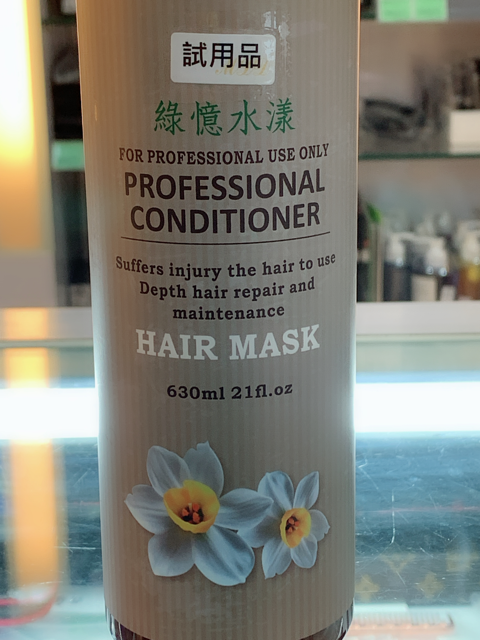 試用品
綠憶水漾
FOR PROFESSIONAL USE ONLY
PROFESSIONAL
CONDITIONER
Suffers injury the hair to use
Depth hair repair and
maintenance
HAIR MASK
630ml 21fl.oz